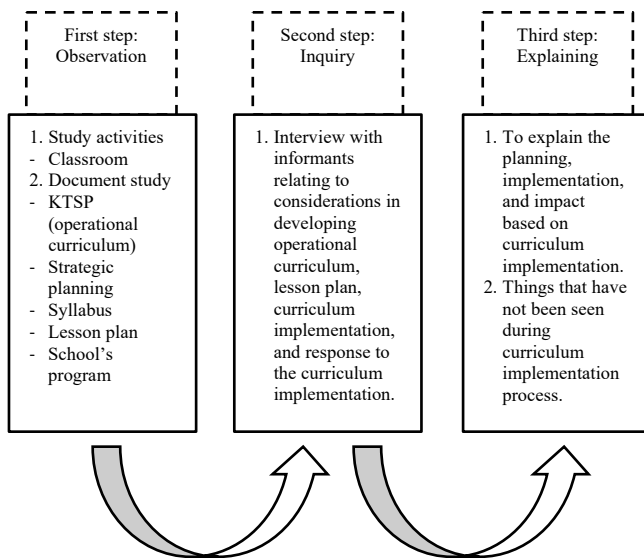 First step:
Observation
1. Study activities
- Classroom
2. Document study
- KTSP
(operational
curriculum)
- Strategic
planning
- Syllabus
- Lesson plan
- School’s
program
Second step:
Inquiry
1. Interview with
informants
relating to
considerations in
developing
operational
curriculum,
lesson plan,
curriculum
implementation,
and response to
the curriculum
implementation.
Third step:
Explaining
1. To explain the
planning,
implementation,
and impact
based on
curriculum
implementation.
2. Things that have
not been seen
during
curriculum
implementation
process.